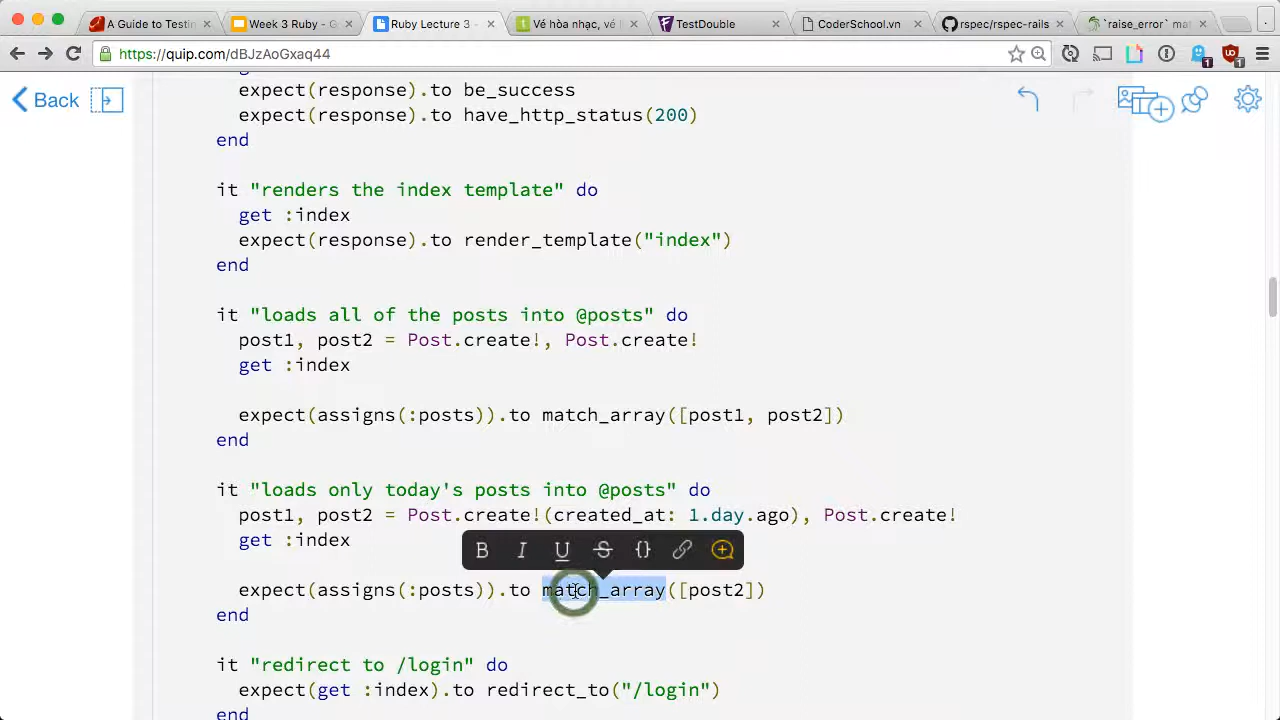 A Guide to Testin
Week 3 Ruby - G
Ruby Lecture 3 -
Vé hòa nhạc, vé l
TestDouble
CoderSchool.vn
rspec/rspec-rails
`raise_error` mat
https://quip.com/dBJzAoGxaq44
1
1
Back
expect(response).to be_success
expect(response).to have_http_status(200)
end
it "renders the index template" do
get :index
expect(response).to render_template("index")
end
it "loads all of the posts into @posts" do
post1, post2 = Post.create!, Post.create!
get :index
expect(assigns(:posts)).to match_array([post1, post2])
end
it "loads only today's posts into @posts" do
post1, post2 = Post.create!(created_at: 1.day.ago), Post.create!
get :index
B I U S {}
expect(assigns(:posts)).to match_array([post2])
end
it "redirect to /login" do
expect(get :index).to redirect_to("/login")
end